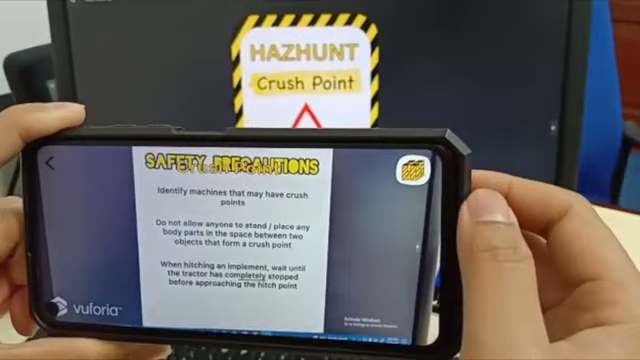 HAZHUNT
Crush Point
SAFETY PRECAUTIONS
Identify machines that may have crush
points
Do not allow anyone to stand / place any
body parts in the space between two
objects that form a crush point
When hitching an implement, wait until
the tractor has completely stopped
before approaching the hitch point
vuforia
Activate Windows